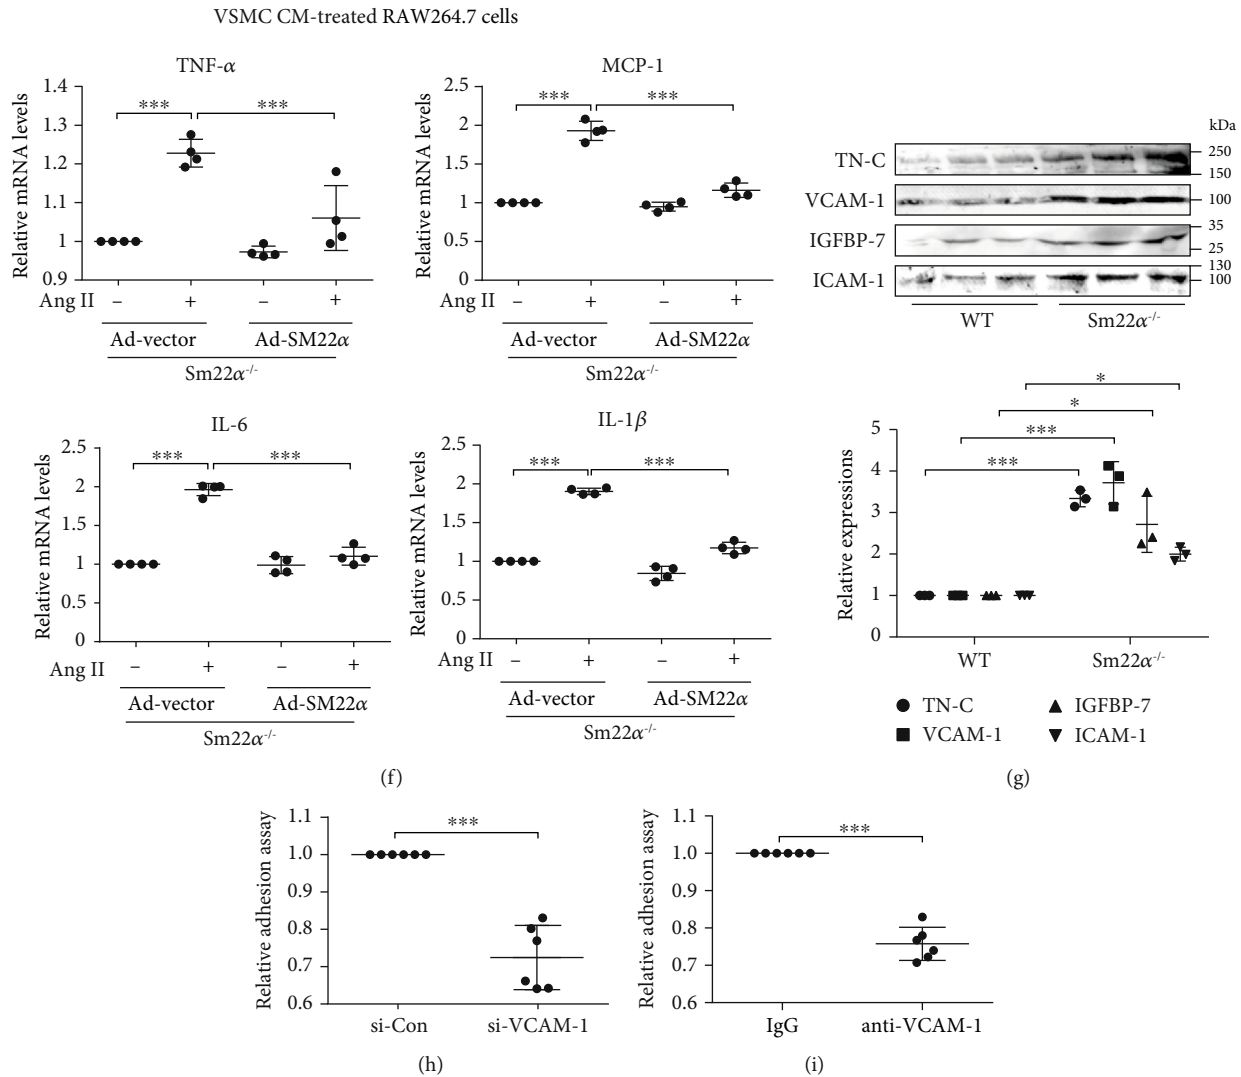 VSMC CM-treated RAW264.7 cells
TNF-α
Relative mRNA levels
1.4
1.3
1.2
1.1
1
0.9
*** ***
Ang II − + − +
Ad-vector Ad-SM22α
Sm22α-/-
MCP-1
Relative mRNA levels
2.5
2
1.5
1.0
0.5
0
*** ***
− + − +
Ad-vector Ad-SM22α
Sm22α-/-
IL-6
Relative mRNA levels
2.5
2
1.5
1
0.5
0
*** ***
Ang II − + − +
Ad-vector Ad-SM22α
Sm22α-/-
IL-1β
Relative mRNA levels
2.5
2
1.5
1
0.5
0
*** ***
− + − +
Ad-vector Ad-SM22α
Sm22α-/-
(f)
kDa
TN-C 250
150
VCAM-1 100
IGFBP-7 35
25
ICAM-1 130
100
WT Sm22α-/-
Relative expressions
5
4
3
2
1
0
*
*
***
***
WT Sm22α-/-
TN-C IGFBP-7
VCAM-1 ICAM-1
(g)
Relative adhesion assay
1.1
1.0
0.9
0.8
0.7
0.6
***
si-Con si-VCAM-1
(h)
Relative adhesion assay
1.1
1.0
0.9
0.8
0.7
0.6
***
IgG anti-VCAM-1
(i)